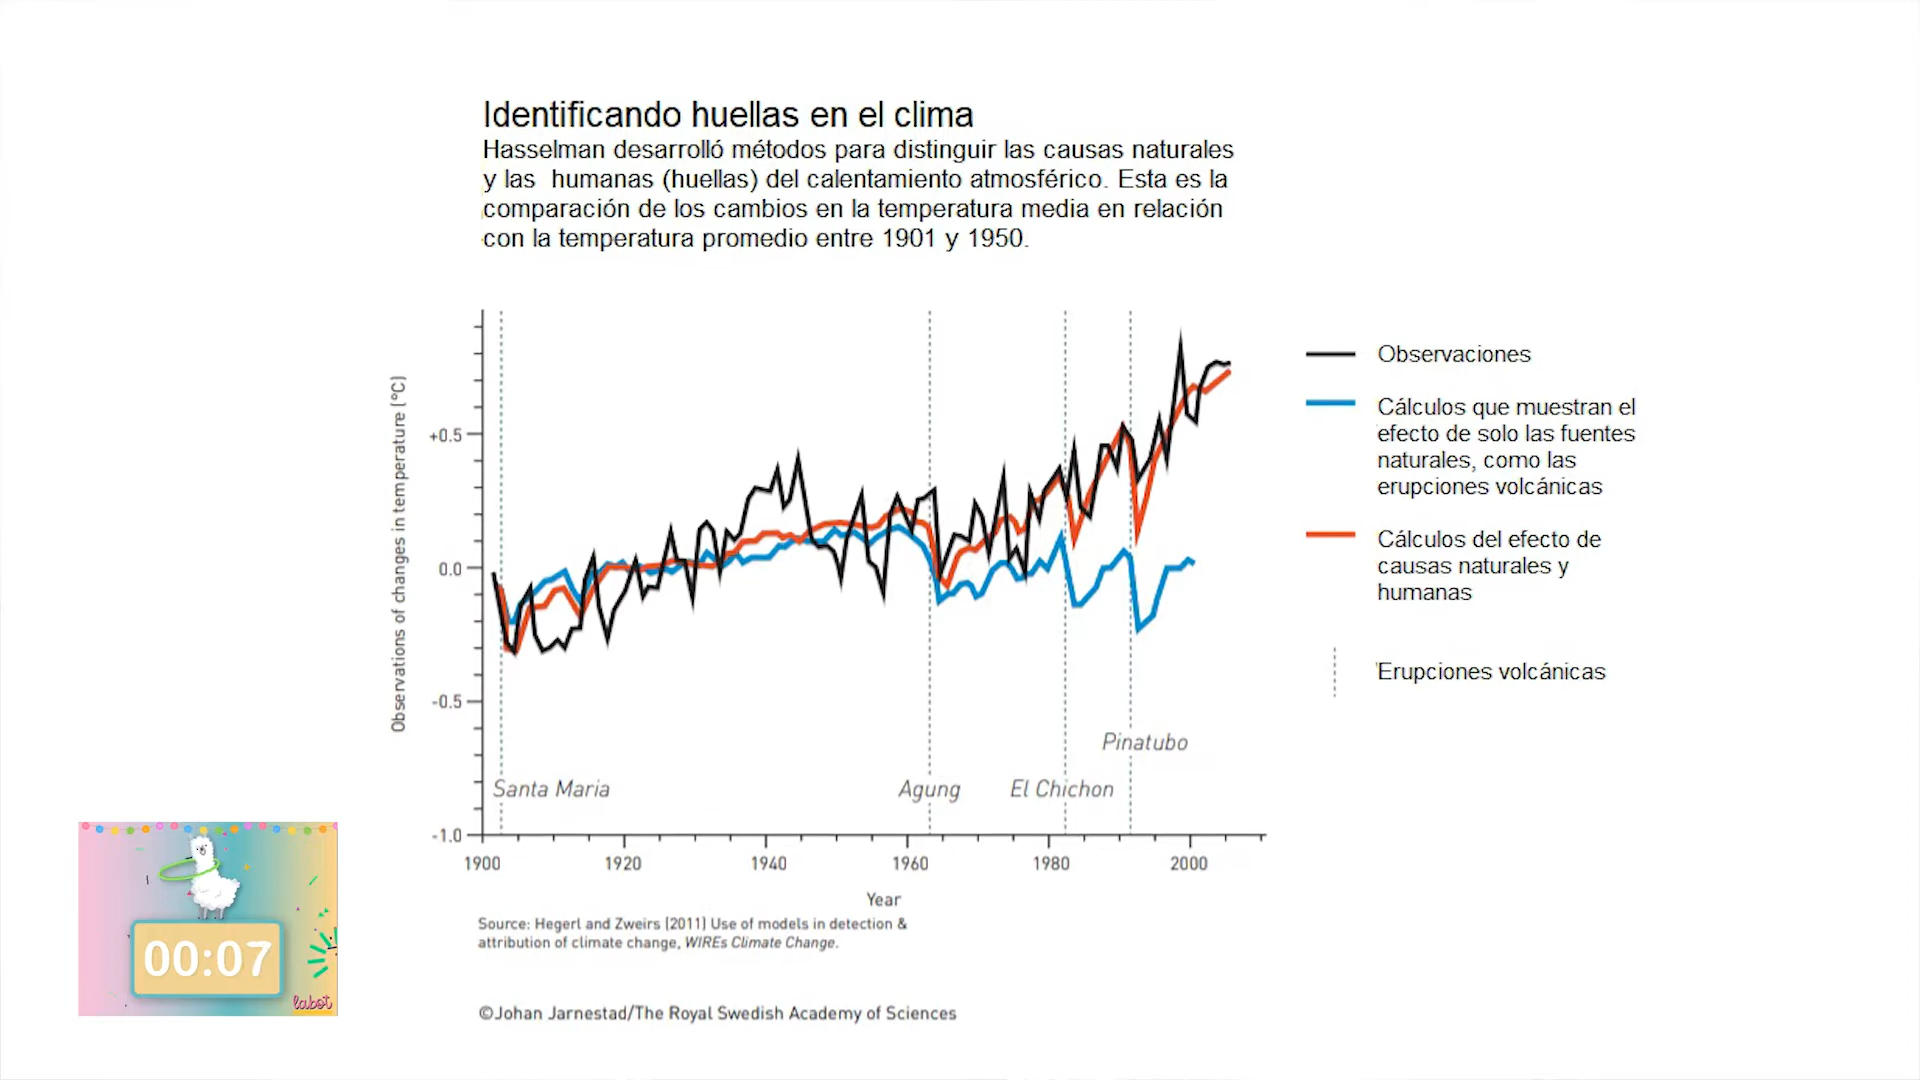 Identificando huellas en el clima
Hasselman desarrolló métodos para distinguir las causas naturales
y las humanas (huellas) del calentamiento atmosférico. Esta es la
comparación de los cambios en la temperatura media en relación
con la temperatura promedio entre 1901 y 1950.
Observations of changes in temperature (°C)
+0.5
0.0
-0.5
-1.0
Santa Maria
Agung
El Chichon
Pinatubo
1900
1920
1940
1960
1980
2000
Year
Observaciones
Cálculos que muestran el
efecto de solo las fuentes
naturales, como las
erupciones volcánicas
Cálculos del efecto de
causas naturales y
humanas
Erupciones volcánicas
Source: Hegerl and Zweirs (2011) Use of models in detection &
attribution of climate change, WIREs Climate Change.
©Johan Jarnestad/The Royal Swedish Academy of Sciences
00:07
labot